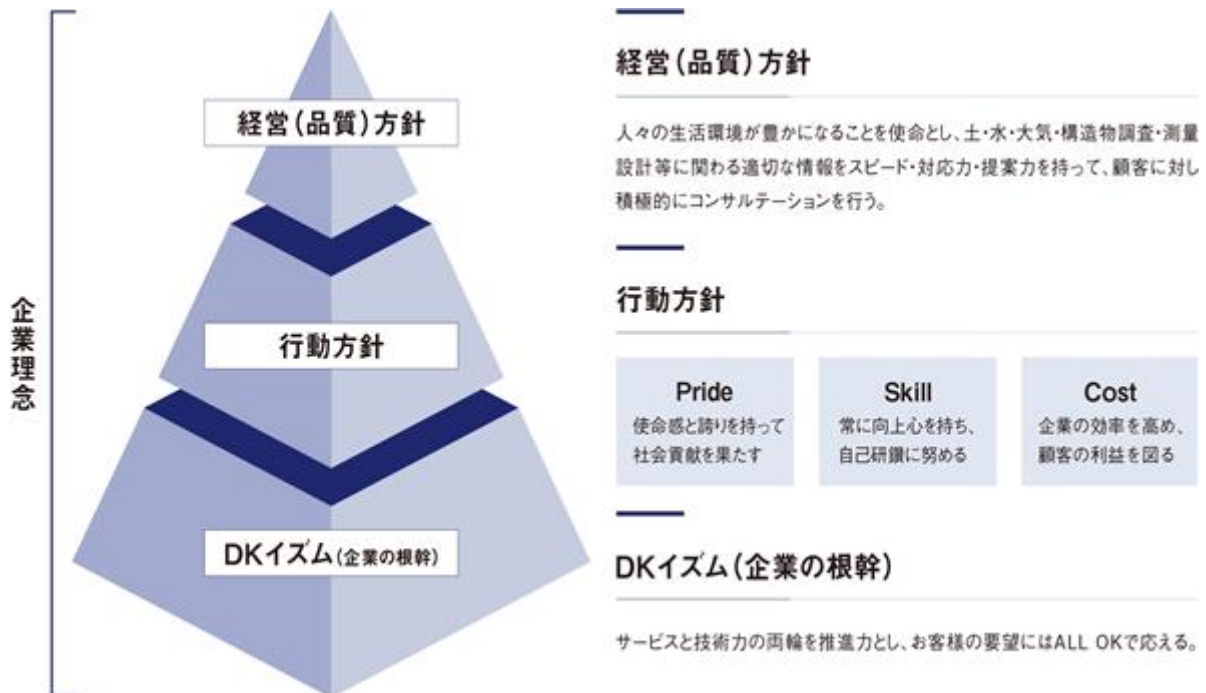 企業理念
経営(品質)方針
行動方針
DKイズム(企業の根幹)
経営(品質)方針
人々の生活環境が豊かになることを使命とし、土・水・大気・構造物調査・測量
設計等に関わる適切な情報をスピード・対応力・提案力を持って、顧客に対し
積極的にコンサルテーションを行う。
行動方針
Pride
使命感と誇りを持って
社会貢献を果たす
Skill
常に向上心を持ち、
自己研鑽に努める
Cost
企業の効率を高め、
顧客の利益を図る
DKイズム(企業の根幹)
サービスと技術力の両輪を推進力とし、お客様の要望にはALL OKで応える。